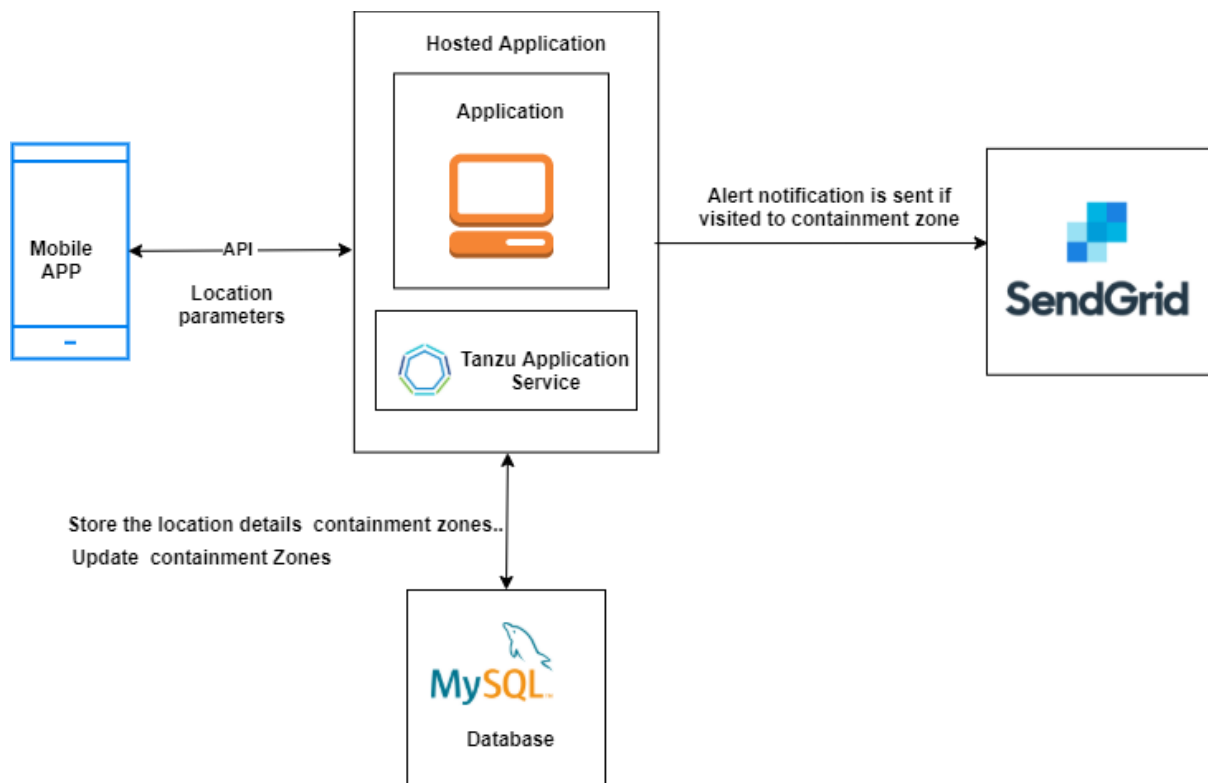 Hosted Application
Application
Mobile
APP
API
Location
parameters
Tanzu Application
Service
Alert notification is sent if
visited to containment zone
SendGrid
Store the location details  containment zones..
Update  containment Zones
MySQL™
Database